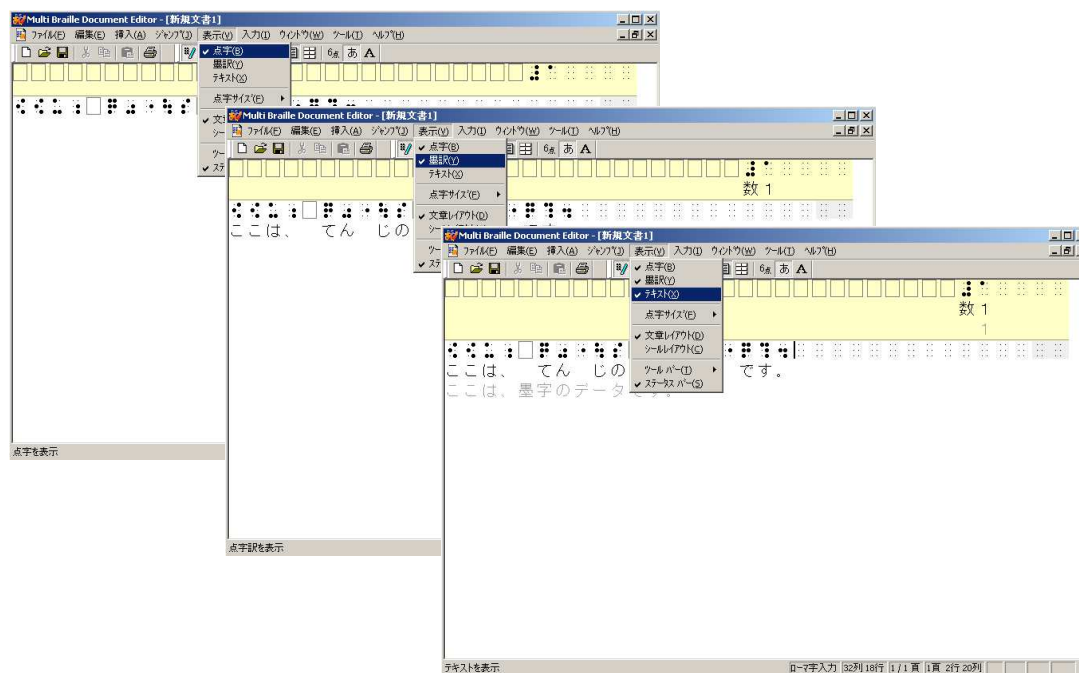 Multi Braille Document Editor - [新規文書1]
ファイル(F) 編集(E) 挿入(A) ジャンプ(J) 表示(V) 入力(I) ウィンドウ(W) ツール(T) ヘルプ(H)
点字(B)
墨訳(Y)
テキスト(X)
点字サイズ(F)
6点 あ A
点字を表示
Multi Braille Document Editor - [新規文書1]
ファイル(F) 編集(E) 挿入(A) ジャンプ(J) 表示(V) 入力(I) ウィンドウ(W) ツール(T) ヘルプ(H)
点字(B)
墨訳(Y)
テキスト(X)
点字サイズ(F)
文章レイアウト(D)
6点 あ A
数 1
ここは、 てん じの
点字訳を表示
Multi Braille Document Editor - [新規文書1]
ファイル(F) 編集(E) 挿入(A) ジャンプ(J) 表示(V) 入力(I) ウィンドウ(W) ツール(T) ヘルプ(H)
点字(B)
墨訳(Y)
テキスト(X)
点字サイズ(F)
文章レイアウト(D)
シールレイアウト(C)
ツール バー(T)
ステータス バー(S)
6点 あ A
数 1
1
ここは、 てん じの です。
ここは、墨字のデータです。
テキストを表示
ローマ字入力 32列 18行 1 / 1 頁 1頁 2行 20列